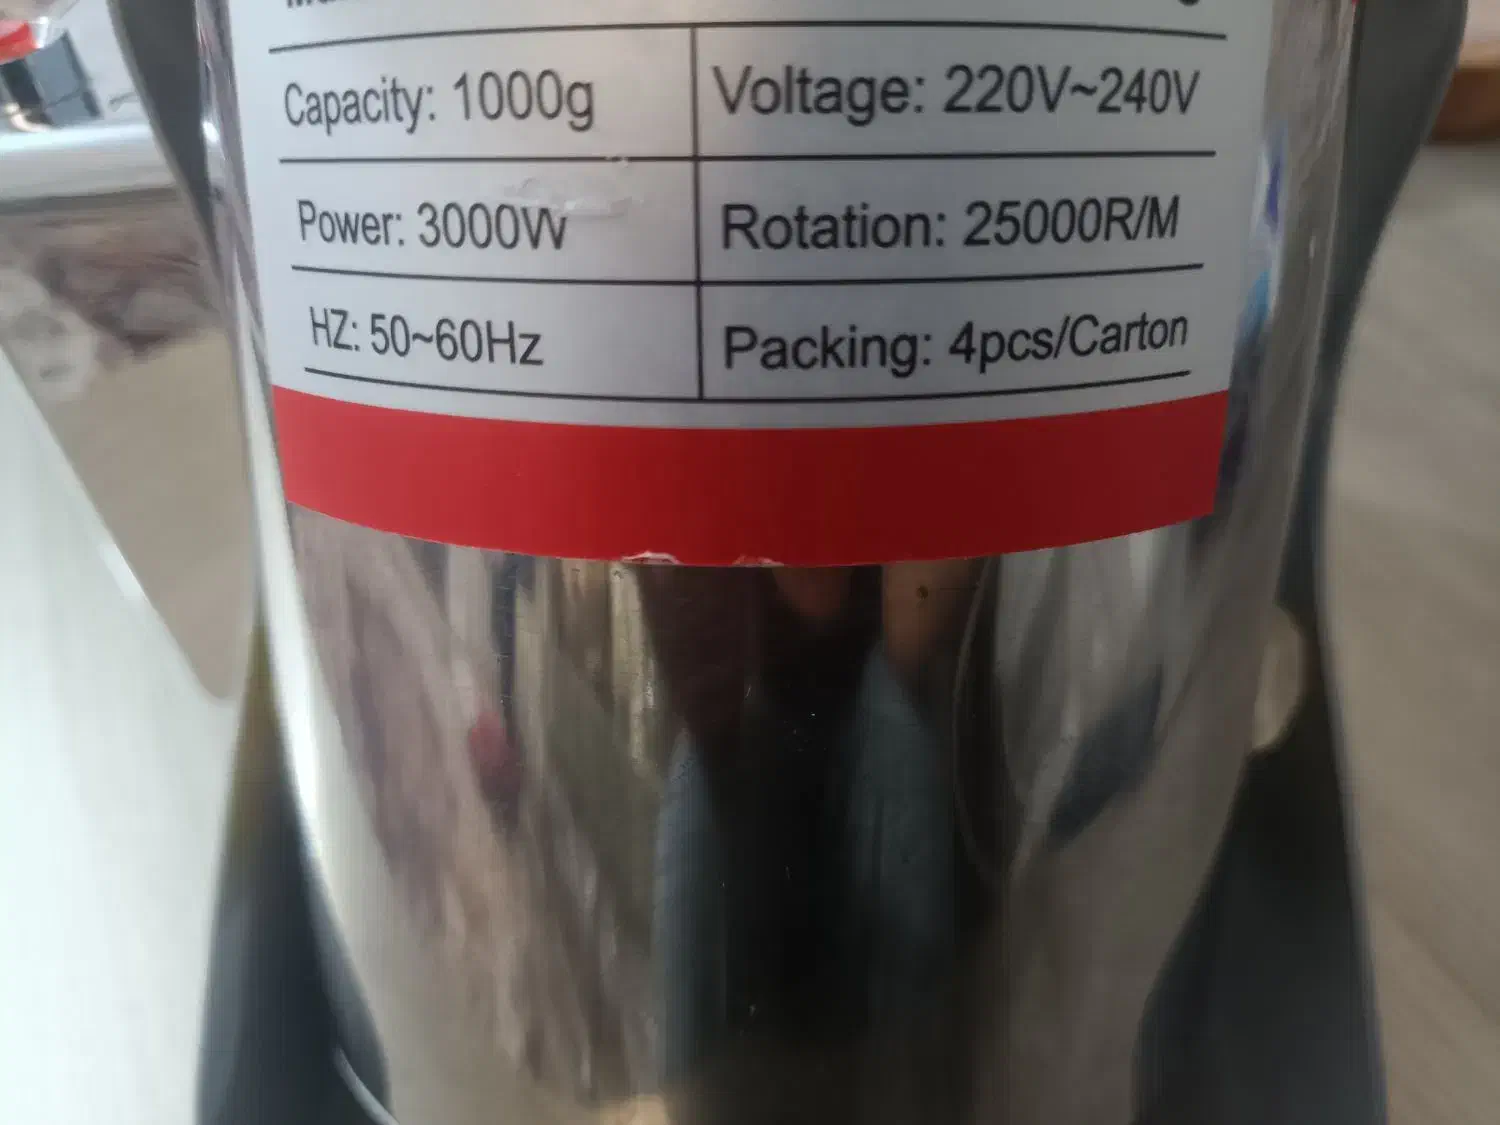 Capacity: 1000g Voltage: 220V~240V
Power: 3000W Rotation: 25000R/M
HZ: 50~60Hz Packing: 4pcs/Carton